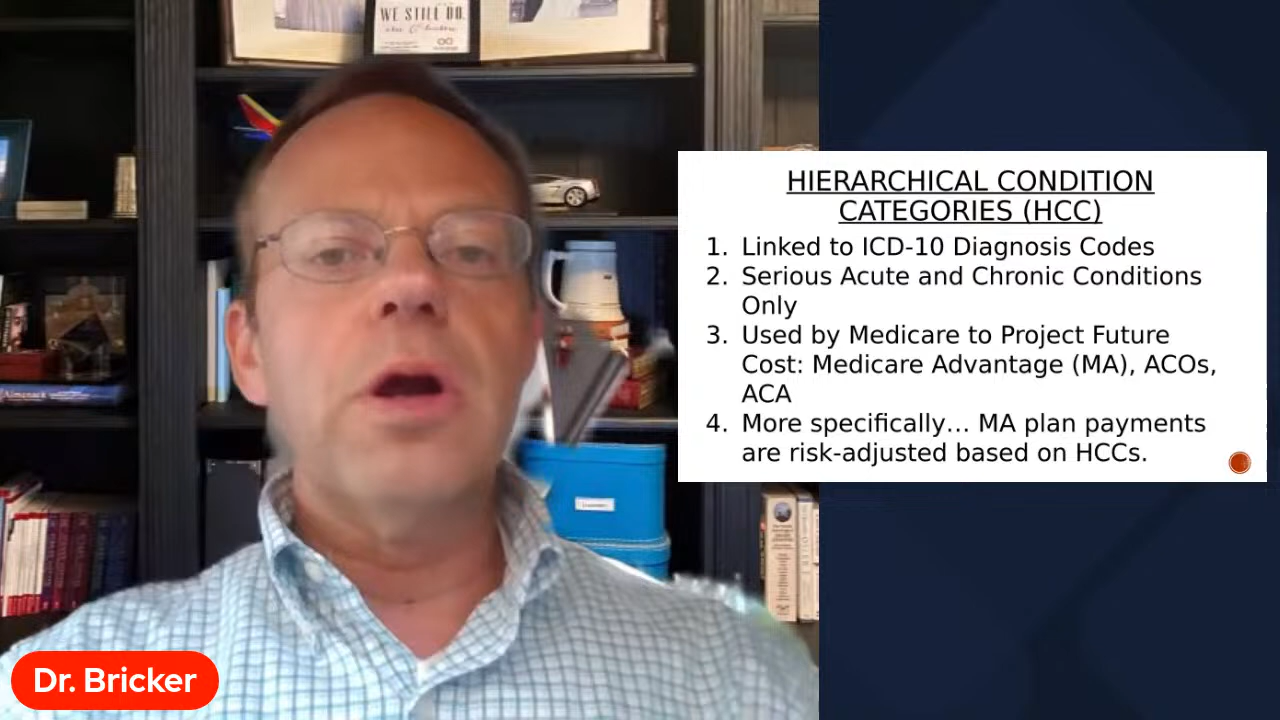 WE STILL DO.
HIERARCHICAL CONDITION
CATEGORIES (HCC)
1. Linked to ICD-10 Diagnosis Codes
2. Serious Acute and Chronic Conditions
Only
3. Used by Medicare to Project Future
Cost: Medicare Advantage (MA), ACOs,
ACA
4. More specifically... MA plan payments
are risk-adjusted based on HCCs.
Almanack
Dr. Bricker